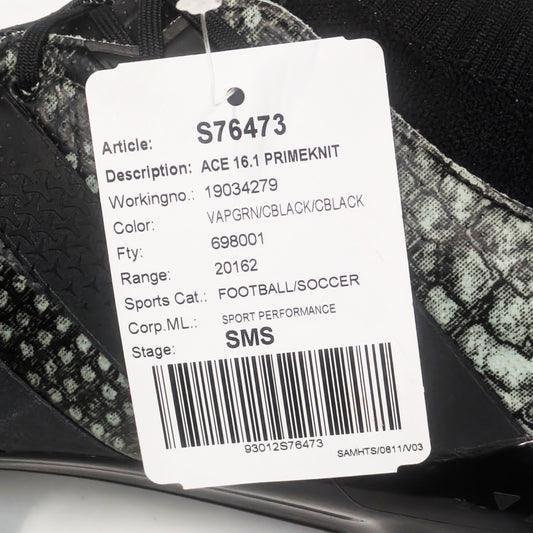 Article: S76473
Description: ACE 16.1 PRIMEKNIT
Workingno.: 19034279
Color: VAPGRN/CBLACK/CBLACK
Fty: 698001
Range: 20162
Sports Cat.: FOOTBALL/SOCCER
Corp.ML.: SPORT PERFORMANCE
Stage: SMS
93012S76473
SAMHTS/0611/V03